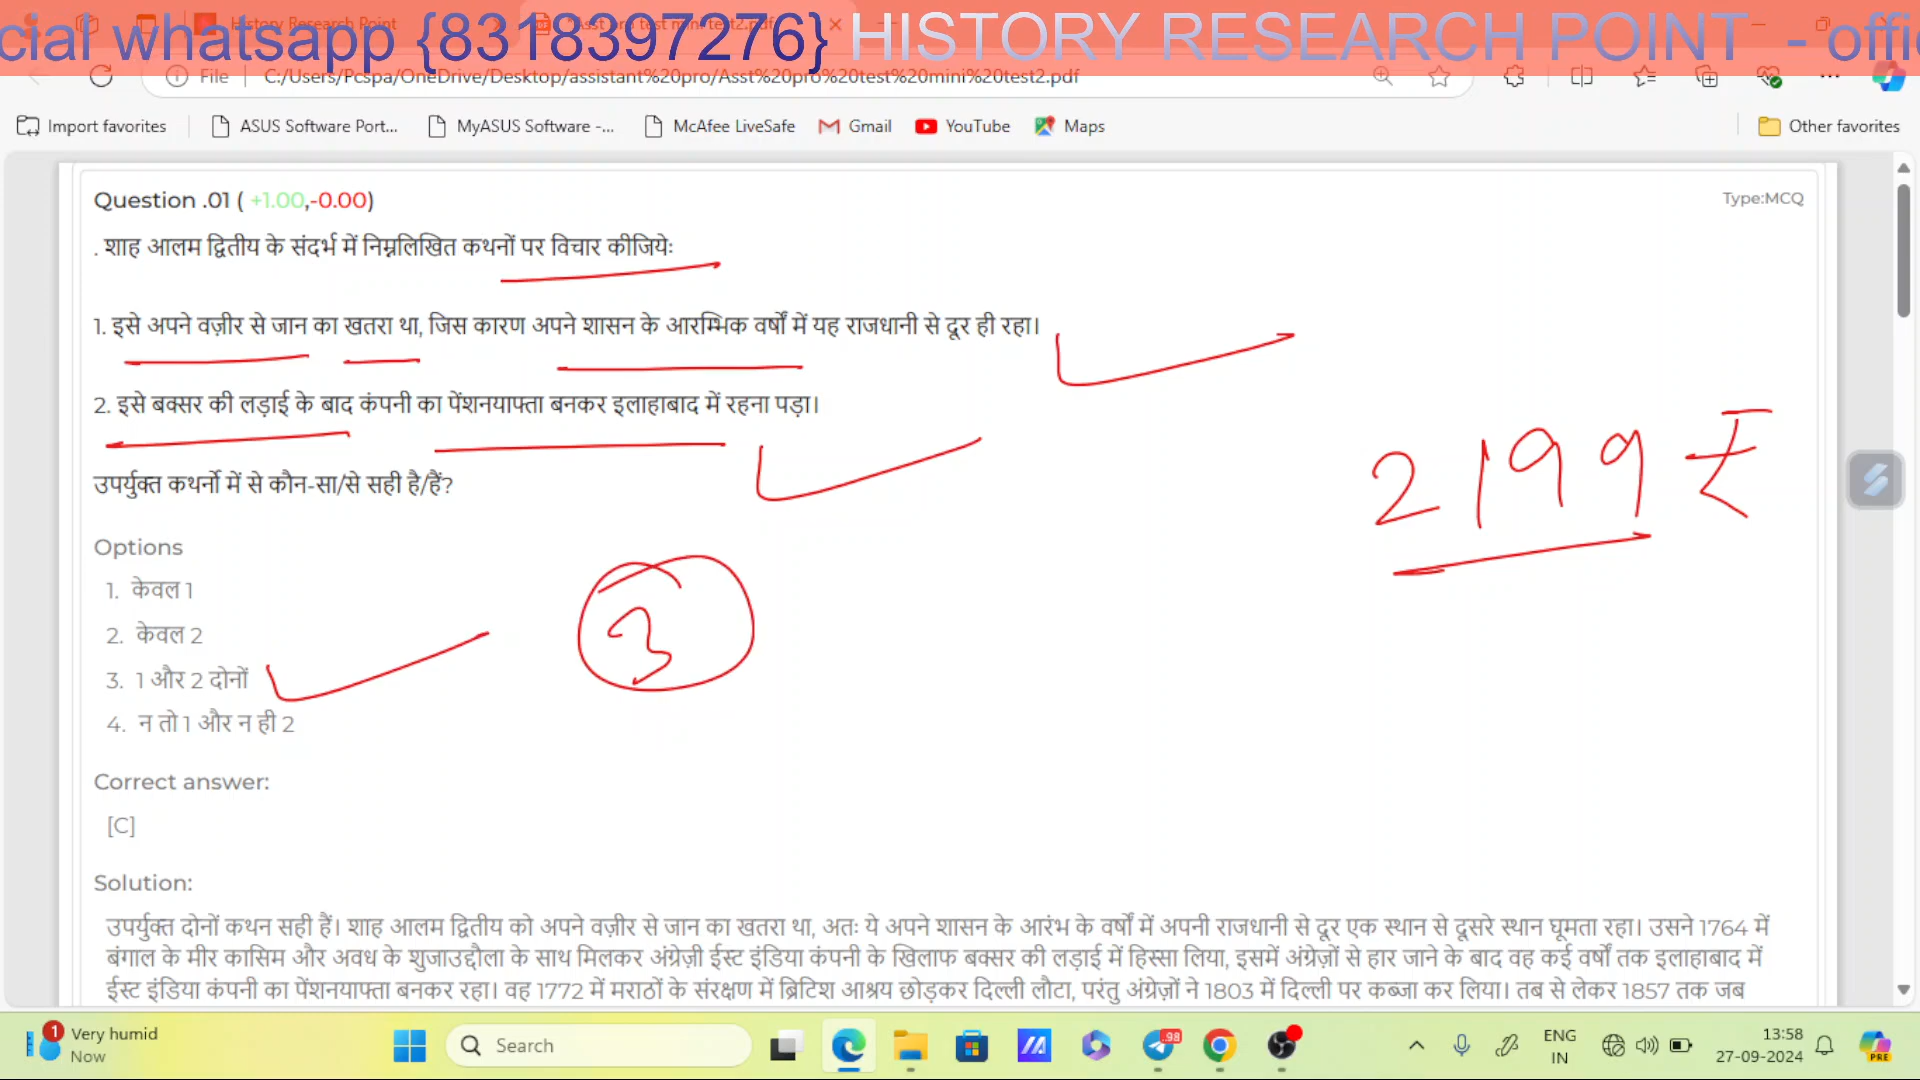 cial whatsapp {8318397276} HISTORY RESEARCH POINT - offic
File C:/Users/Pcspa/OneDrive/Desktop/assistant%20pro/Asst%20pro%20test%20mini%20test2.pdf
Import favorites ASUS Software Port... MyASUS Software -... McAfee LiveSafe Gmail YouTube Maps Other favorites
Question .01 ( +1.00,-0.00) Type:MCQ
. शाह आलम द्वितीय के संदर्भ में निम्नलिखित कथनों पर विचार कीजियेः
1. इसे अपने वज़ीर से जान का खतरा था, जिस कारण अपने शासन के आरम्भिक वर्षों में यह राजधानी से दूर ही रहा।
2. इसे बक्सर की लड़ाई के बाद कंपनी का पेंशनयाफ्ता बनकर इलाहाबाद में रहना पड़ा।
2199 ₹
उपर्युक्त कथर्नो में से कौन-सा/से सही है/हैं?
Options
1. केवल 1
2. केवल 2
3
3. 1 और 2 दोनों
4. न तो 1 और न ही 2
Correct answer:
[C]
Solution:
उपर्युक्त दोनों कथन सही हैं। शाह आलम द्वितीय को अपने वज़ीर से जान का खतरा था, अतः ये अपने शासन के आरंभ के वर्षों में अपनी राजधानी से दूर एक स्थान से दूसरे स्थान घूमता रहा। उसने 1764 में
बंगाल के मीर कासिम और अवध के शुजाउद्दौला के साथ मिलकर अंग्रेज़ी ईस्ट इंडिया कंपनी के खिलाफ बक्सर की लड़ाई में हिस्सा लिया, इसमें अंग्रेज़ों से हार जाने के बाद वह कई वर्षों तक इलाहाबाद में
ईस्ट इंडिया कंपनी का पेंशनयाफ्ता बनकर रहा। वह 1772 में मराठों के संरक्षण में ब्रिटिश आश्रय छोड़कर दिल्ली लौटा, परंतु अंग्रेज़ों ने 1803 में दिल्ली पर कब्जा कर लिया। तब से लेकर 1857 तक जब
1 Very humid Search .98 ENG 13:58
Now IN 27-09-2024 PRE